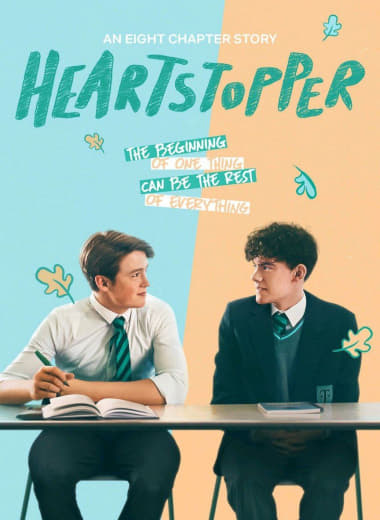 AN EIGHT CHAPTER STORY
HEARTSTOPPER
THE BEGINNING
OF ONE THING
CAN BE THE REST
OF EVERYTHING